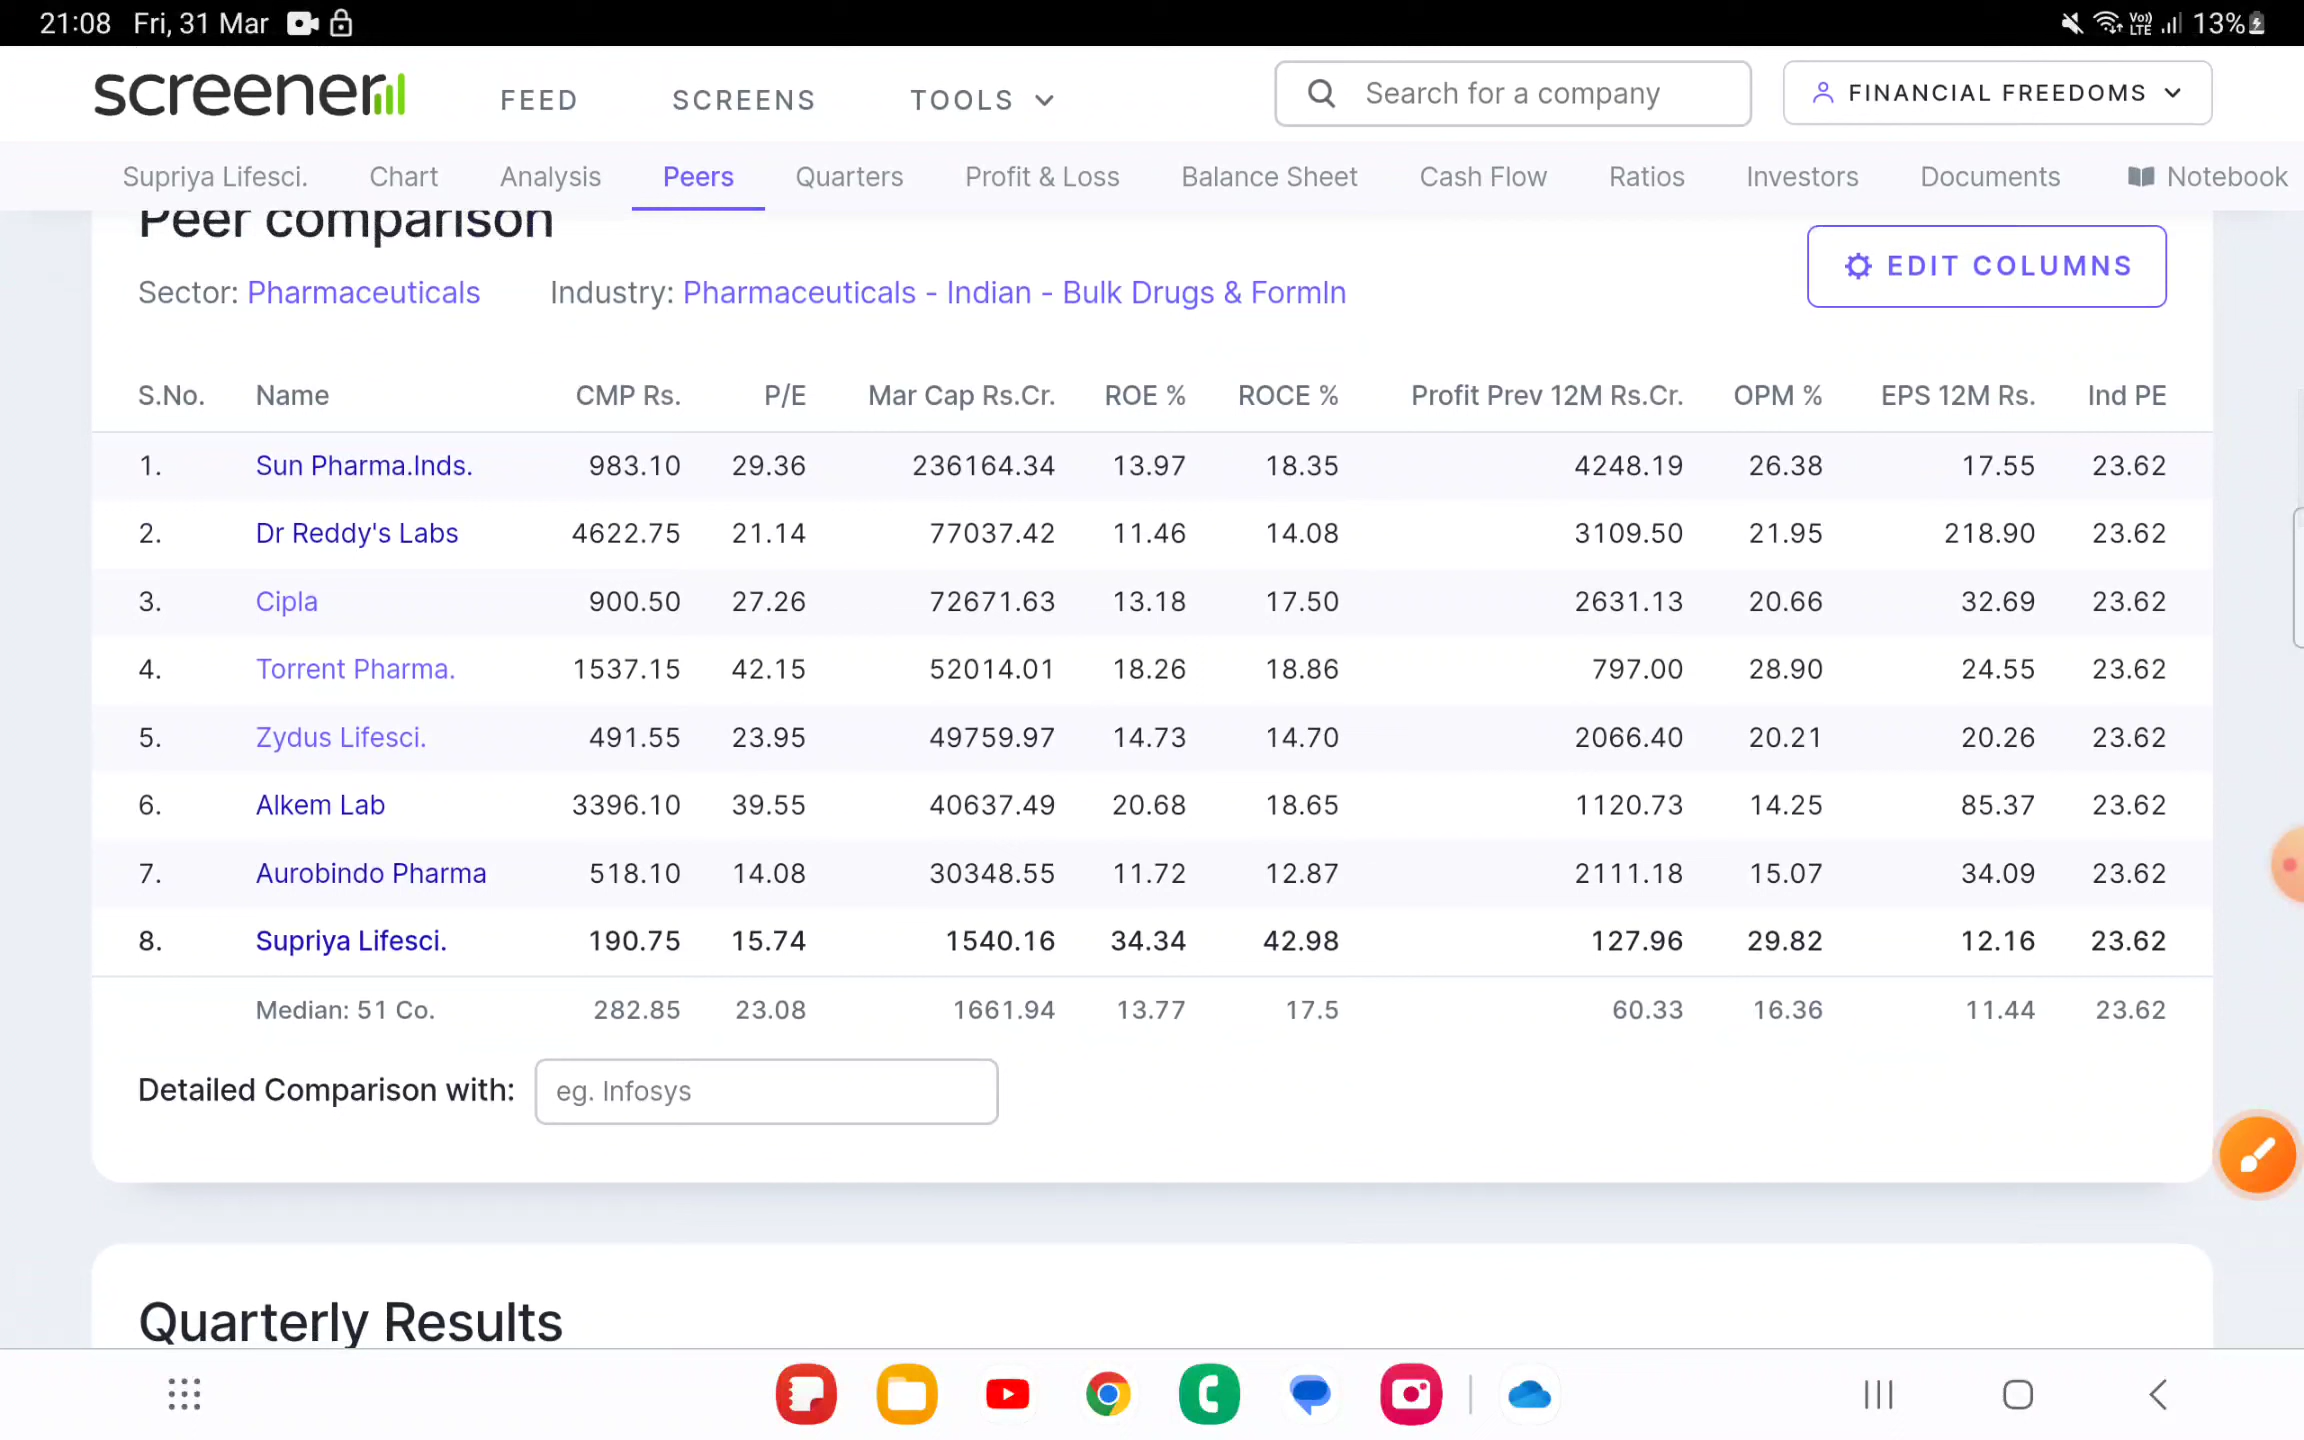 21:08 Fri, 31 Mar 13%
screener FEED SCREENS TOOLS Search for a company FINANCIAL FREEDOMS
Supriya Lifesci. Chart Analysis Peers Quarters Profit & Loss Balance Sheet Cash Flow Ratios Investors Documents Notebook
Peer comparison
EDIT COLUMNS
Sector: Pharmaceuticals Industry: Pharmaceuticals - Indian - Bulk Drugs & Formln
S.No. Name CMP Rs. P/E Mar Cap Rs.Cr. ROE % ROCE % Profit Prev 12M Rs.Cr. OPM % EPS 12M Rs. Ind PE
1. Sun Pharma.Inds. 983.10 29.36 236164.34 13.97 18.35 4248.19 26.38 17.55 23.62
2. Dr Reddy's Labs 4622.75 21.14 77037.42 11.46 14.08 3109.50 21.95 218.90 23.62
3. Cipla 900.50 27.26 72671.63 13.18 17.50 2631.13 20.66 32.69 23.62
4. Torrent Pharma. 1537.15 42.15 52014.01 18.26 18.86 797.00 28.90 24.55 23.62
5. Zydus Lifesci. 491.55 23.95 49759.97 14.73 14.70 2066.40 20.21 20.26 23.62
6. Alkem Lab 3396.10 39.55 40637.49 20.68 18.65 1120.73 14.25 85.37 23.62
7. Aurobindo Pharma 518.10 14.08 30348.55 11.72 12.87 2111.18 15.07 34.09 23.62
8. Supriya Lifesci. 190.75 15.74 1540.16 34.34 42.98 127.96 29.82 12.16 23.62
Median: 51 Co. 282.85 23.08 1661.94 13.77 17.5 60.33 16.36 11.44 23.62
Detailed Comparison with: eg. Infosys
Quarterly Results